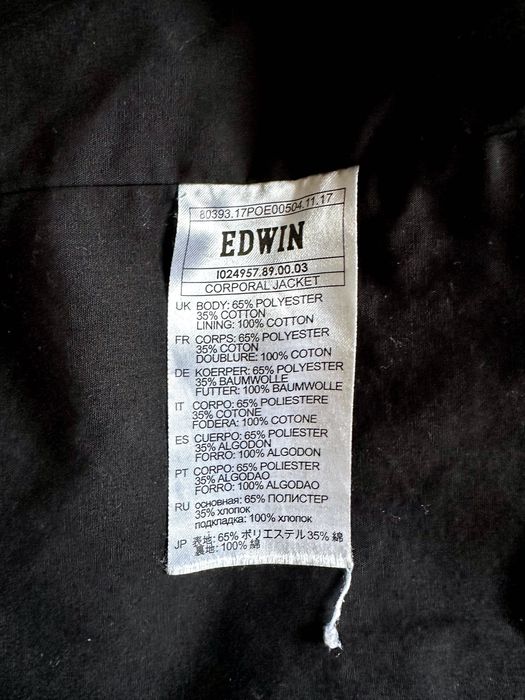 80393.17POE00504.11.17
EDWIN
I024957.89.00.03
CORPORAL JACKET
UK BODY: 65% POLYESTER
35% COTTON
LINING: 100% COTTON
FR CORPS: 65% POLYESTER
35% COTON
DOUBLURE: 100% COTON
DE KOERPER: 65% POLYESTER
35% BAUMWOLLE
FUTTER: 100% BAUMWOLLE
IT CORPO: 65% POLIESTERE
35% COTONE
FODERA: 100% COTONE
ES CUERPO: 65% POLIESTER
35% ALGODON
FORRO: 100% ALGODON
PT CORPO: 65% POLIESTER
35% ALGODAO
FORRO: 100% ALGODAO
RU основная: 65% ПОЛИСТЕР
35% хлопок
подкладка: 100% хлопок
JP 表地: 65% ポリエステル 35% 綿
裏地: 100% 綿